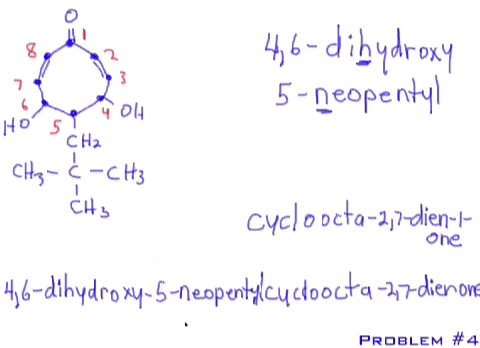 O
1
8
2
7
3
6
4
HO
5
OH
CH2
CH3-C-CH3
CH3
4,6-dihydroxy
5-neopentyl
cycloocta-2,7-dien-1-
one
4,6-dihydroxy-5-neopentylcycloocta-2,7-dienone
PROBLEM #4